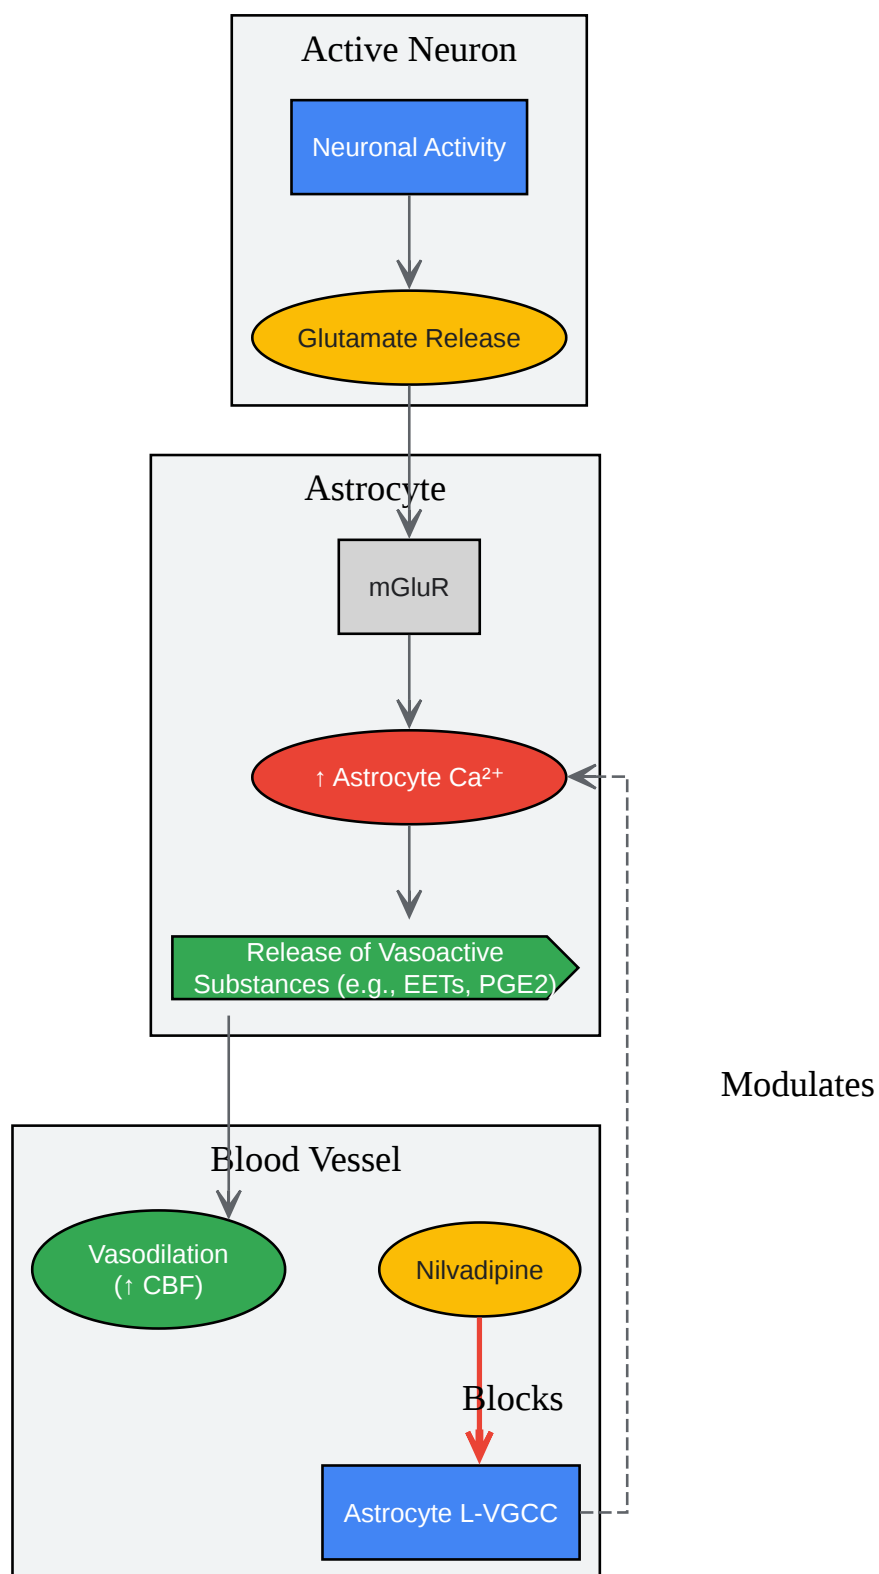 Active Neuron
Neuronal Activity
Glutamate Release
Astrocyte
mGluR
↑ Astrocyte Ca²⁺
Release of Vasoactive
Substances (e.g., EETs, PGE2)
Modulates
Blood Vessel
Vasodilation
(↑ CBF)
Nilvadipine
Blocks
Astrocyte L-VGCC